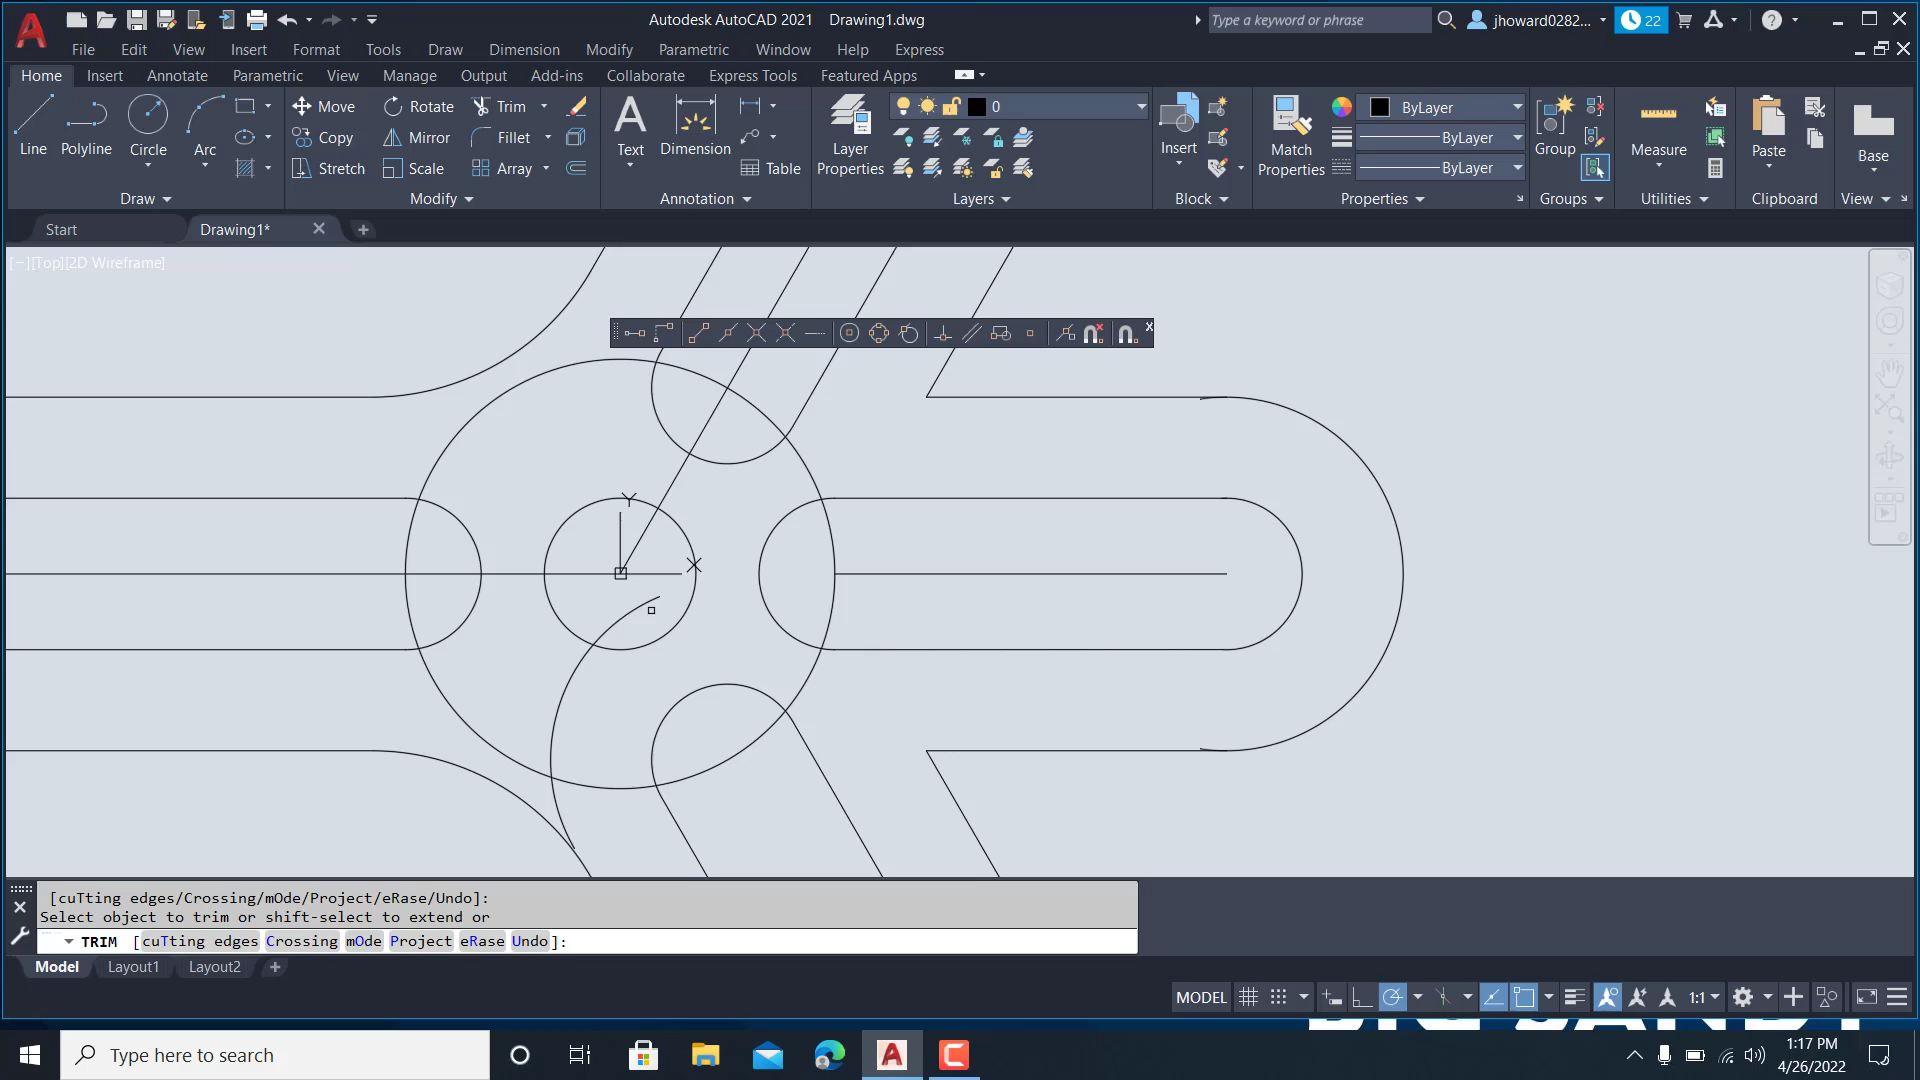 Autodesk AutoCAD 2021 Drawing1.dwg
Type a keyword or phrase
jhoward0282...
22
File Edit View Insert Format Tools Draw Dimension Modify Parametric Window Help Express
Home Insert Annotate Parametric View Manage Output Add-ins Collaborate Express Tools Featured Apps
Line Polyline Circle Arc
Move Rotate Trim
Copy Mirror Fillet
Stretch Scale Array
Text Dimension Table
Layer Properties
0
Insert
Match Properties
ByLayer
ByLayer
ByLayer
Group
Measure
Paste
Base
Draw Modify Annotation Layers Block Properties Groups Utilities Clipboard View
Start Drawing1*
[−][Top][2D Wireframe]
Y
X
[cuTting edges/Crossing/mOde/Project/eRase/Undo]:
Select object to trim or shift-select to extend or
TRIM [cuTting edges Crossing mOde Project eRase Undo]:
Model Layout1 Layout2
MODEL 1:1
Type here to search
1:17 PM
4/26/2022